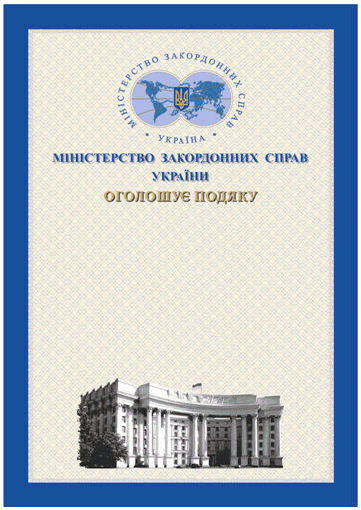 МІНІСТЕРСТВО ЗАКОРДОННИХ СПРАВ
• УКРАЇНА •
МІНІСТЕРСТВО ЗАКОРДОННИХ СПРАВ
УКРАЇНИ
ОГОЛОШУЄ ПОДЯКУ